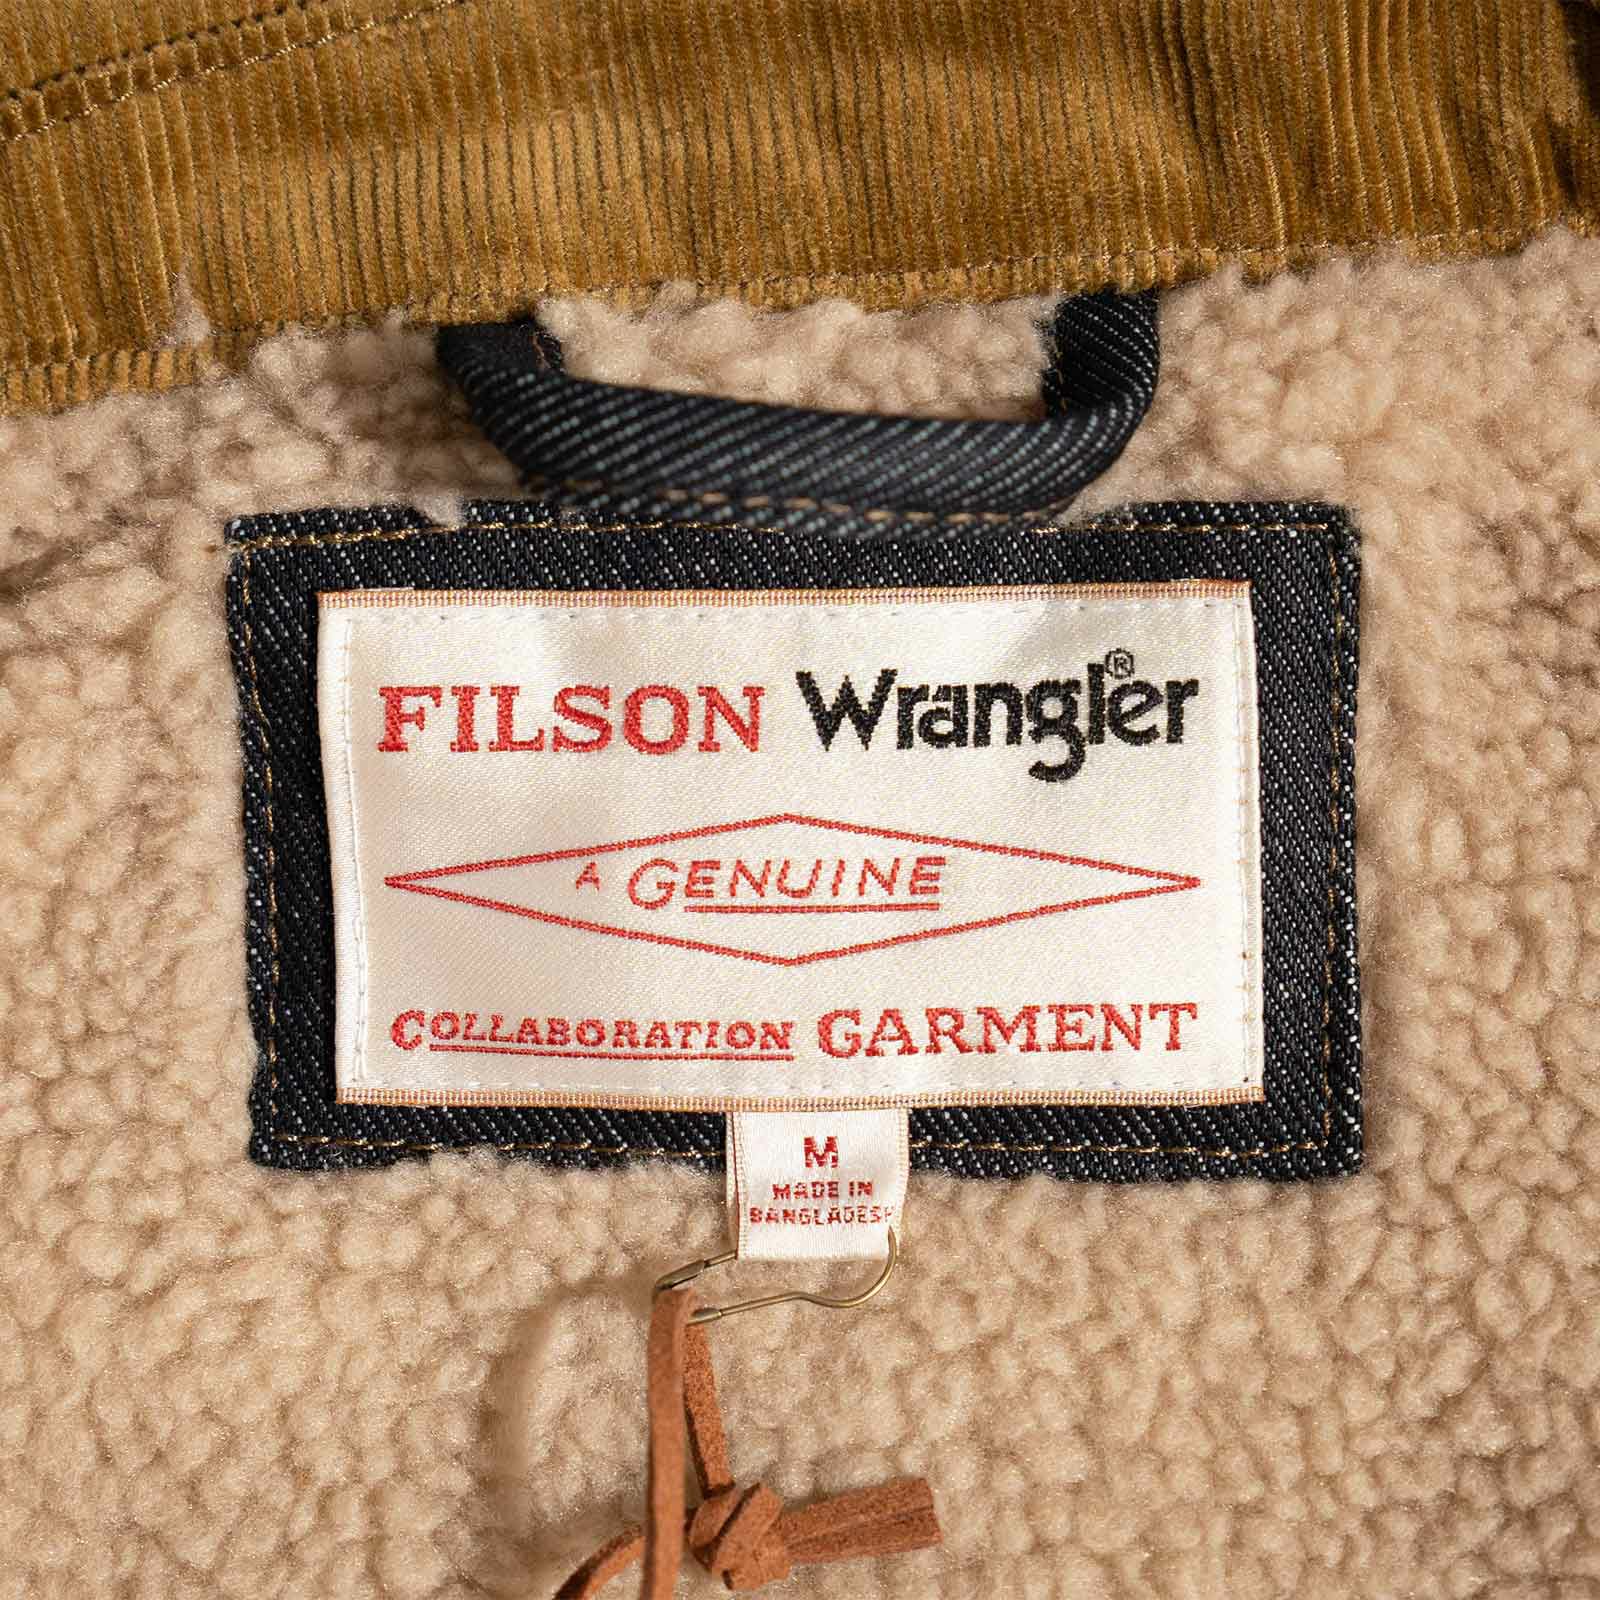 FILSON Wrangler®
A GENUINE
COLLABORATION GARMENT
M
MADE IN
BANGLADESH